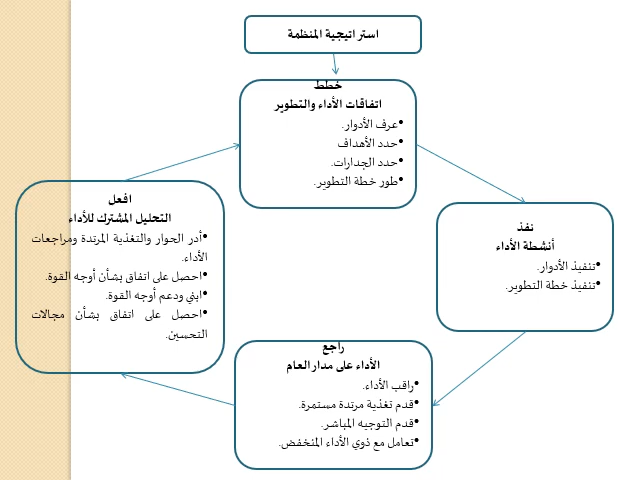 استراتيجية المنظمة
خطط
اتفاقات الأداء والتطوير
•عرف الأدوار.
•حدد الأهداف
•حدد الجدارات.
•طور خطة التطوير.
نفذ
أنشطة الأداء
•تنفيذ الأدوار.
•تنفيذ خطة التطوير.
راجع
الأداء على مدار العام
•راقب الأداء.
•قدم تغذية مرتدة مستمرة.
•قدم التوجيه المباشر.
•تعامل مع ذوي الأداء المنخفض.
افعل
التحليل المشترك للأداء
•أدر الحوار والتغذية المرتدة ومراجعات
الأداء.
•احصل على اتفاق بشأن أوجه القوة.
•ابني ودعم أوجه القوة.
•احصل على اتفاق بشأن مجالات
التحسين.